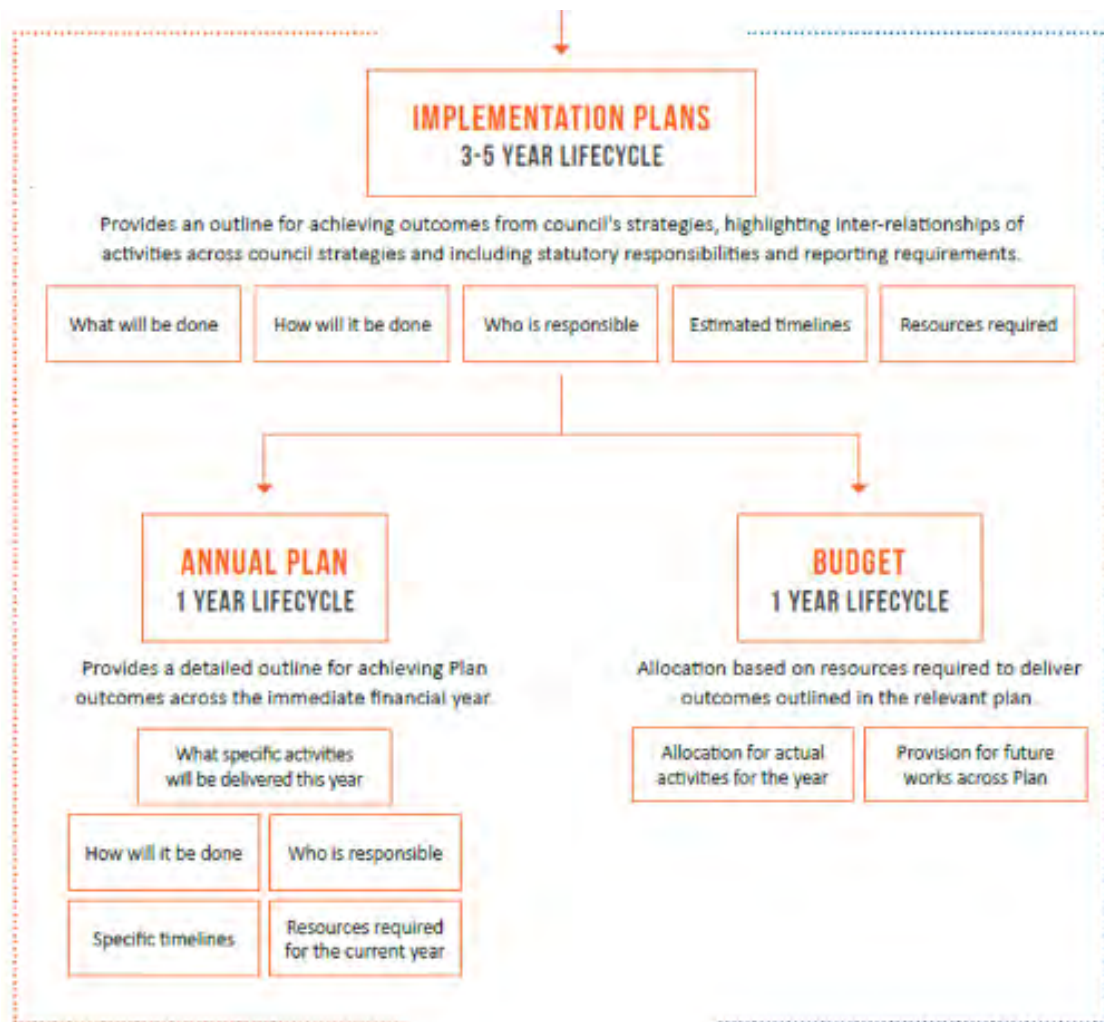 IMPLEMENTATION PLANS
3-5 YEAR LIFECYCLE
Provides an outline for achieving outcomes from council's strategies, highlighting inter-relationships of
activities across council strategies and including statutory responsibilities and reporting requirements.
What will be done
How will it be done
Who is responsible
Estimated timelines
Resources required
ANNUAL PLAN
1 YEAR LIFECYCLE
Provides a detailed outline for achieving Plan
outcomes across the immediate financial year.
What specific activities
will be delivered this year
How will it be done
Who is responsible
Specific timelines
Resources required
for the current year
BUDGET
1 YEAR LIFECYCLE
Allocation based on resources required to deliver
outcomes outlined in the relevant plan
Allocation for actual
activities for the year
Provision for future
works across Plan